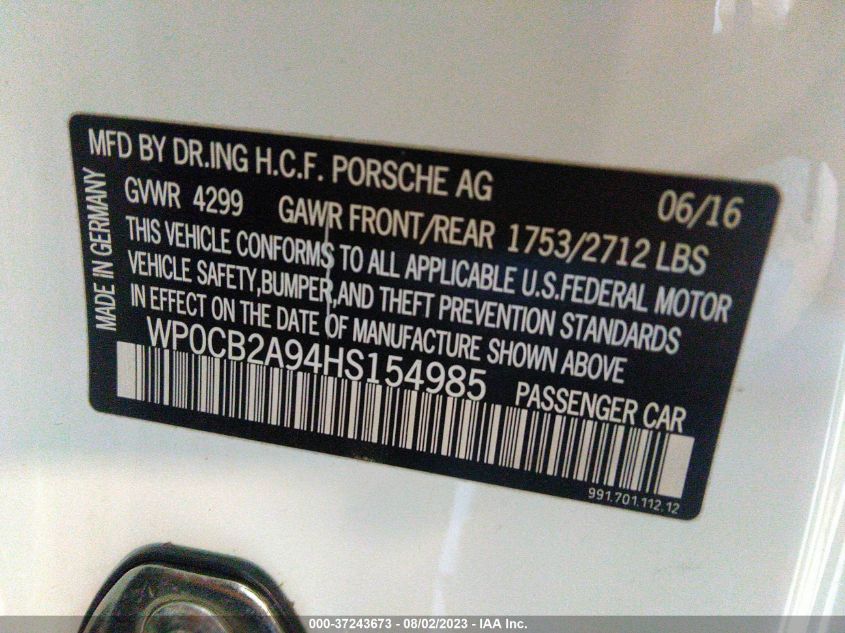 MFD BY DR.ING H.C.F. PORSCHE AG 06/16
GVWR 4299 GAWR FRONT/REAR 1753/2712 LBS
THIS VEHICLE CONFORMS TO ALL APPLICABLE U.S.FEDERAL MOTOR
VEHICLE SAFETY,BUMPER,AND THEFT PREVENTION STANDARDS
IN EFFECT ON THE DATE OF MANUFACTURE SHOWN ABOVE
WP0CB2A94HS154985 PASSENGER CAR
MADE IN GERMANY
991.701.112.12
000-37243673 - 08/02/2023 - IAA Inc.